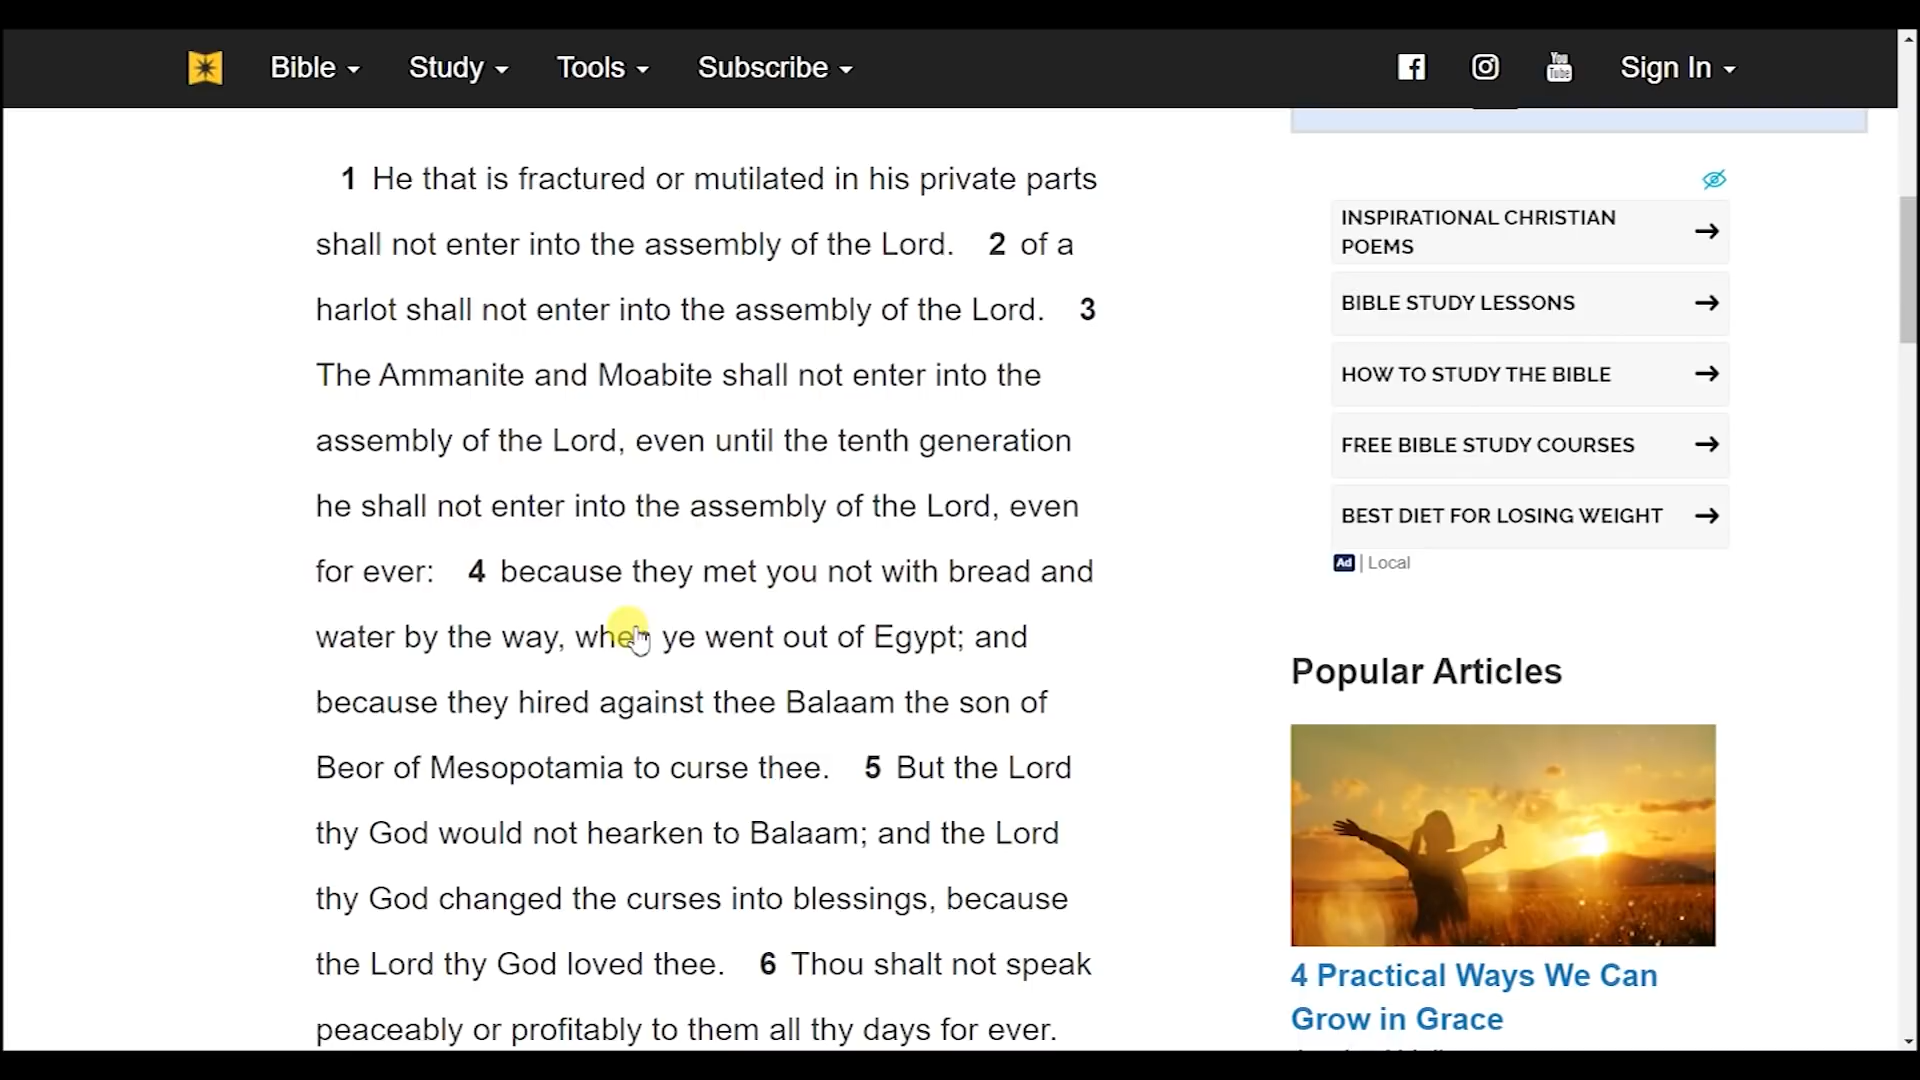 Bible
Study
Tools
Subscribe
You
Tube
Sign In
1 He that is fractured or mutilated in his private parts
shall not enter into the assembly of the Lord. 2 of a
harlot shall not enter into the assembly of the Lord. 3
The Ammanite and Moabite shall not enter into the
assembly of the Lord, even until the tenth generation
he shall not enter into the assembly of the Lord, even
for ever: 4 because they met you not with bread and
water by the way, when ye went out of Egypt; and
because they hired against thee Balaam the son of
Beor of Mesopotamia to curse thee. 5 But the Lord
thy God would not hearken to Balaam; and the Lord
thy God changed the curses into blessings, because
the Lord thy God loved thee. 6 Thou shalt not speak
peaceably or profitably to them all thy days for ever.
INSPIRATIONAL CHRISTIAN
POEMS
BIBLE STUDY LESSONS
HOW TO STUDY THE BIBLE
FREE BIBLE STUDY COURSES
BEST DIET FOR LOSING WEIGHT
Ad | Local
Popular Articles
4 Practical Ways We Can
Grow in Grace